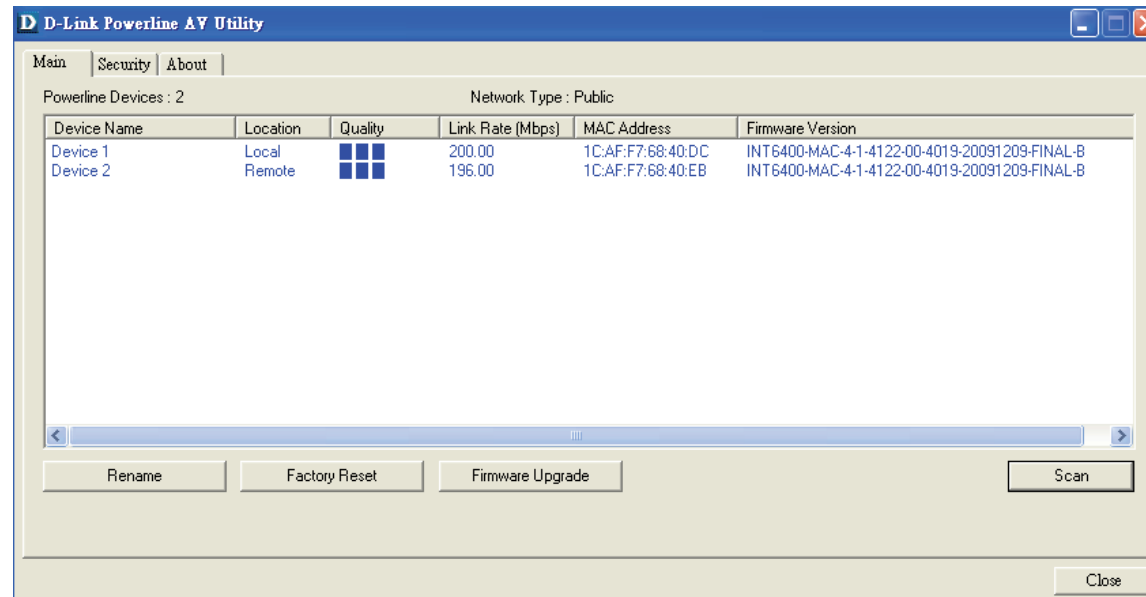 D D-Link Powerline AV Utility
Main Security About
Powerline Devices : 2 Network Type : Public
Device Name Location Quality Link Rate (Mbps) MAC Address Firmware Version
Device 1 Local 200.00 1C:AF:F7:68:40:DC INT6400-MAC-4-1-4122-00-4019-20091209-FINAL-B
Device 2 Remote 196.00 1C:AF:F7:68:40:EB INT6400-MAC-4-1-4122-00-4019-20091209-FINAL-B
Rename Factory Reset Firmware Upgrade Scan
Close